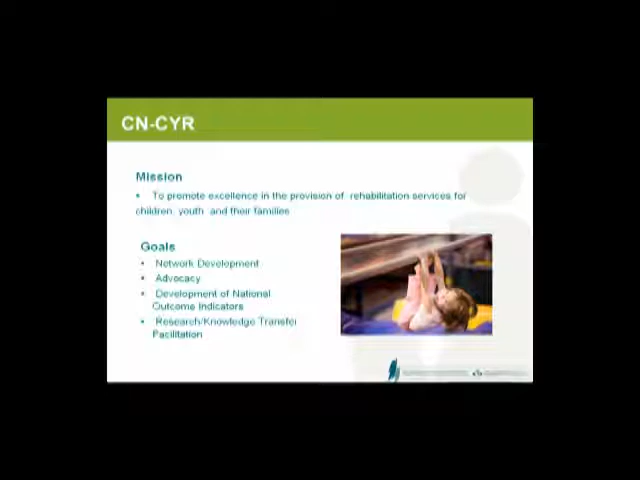 CN-CYR
Mission
• To promote excellence in the provision of rehabilitation services for
children, youth and their families
Goals
• Network Development
• Advocacy
• Development of National
Outcome Indicators
• Research/Knowledge Transfer
Facilitation